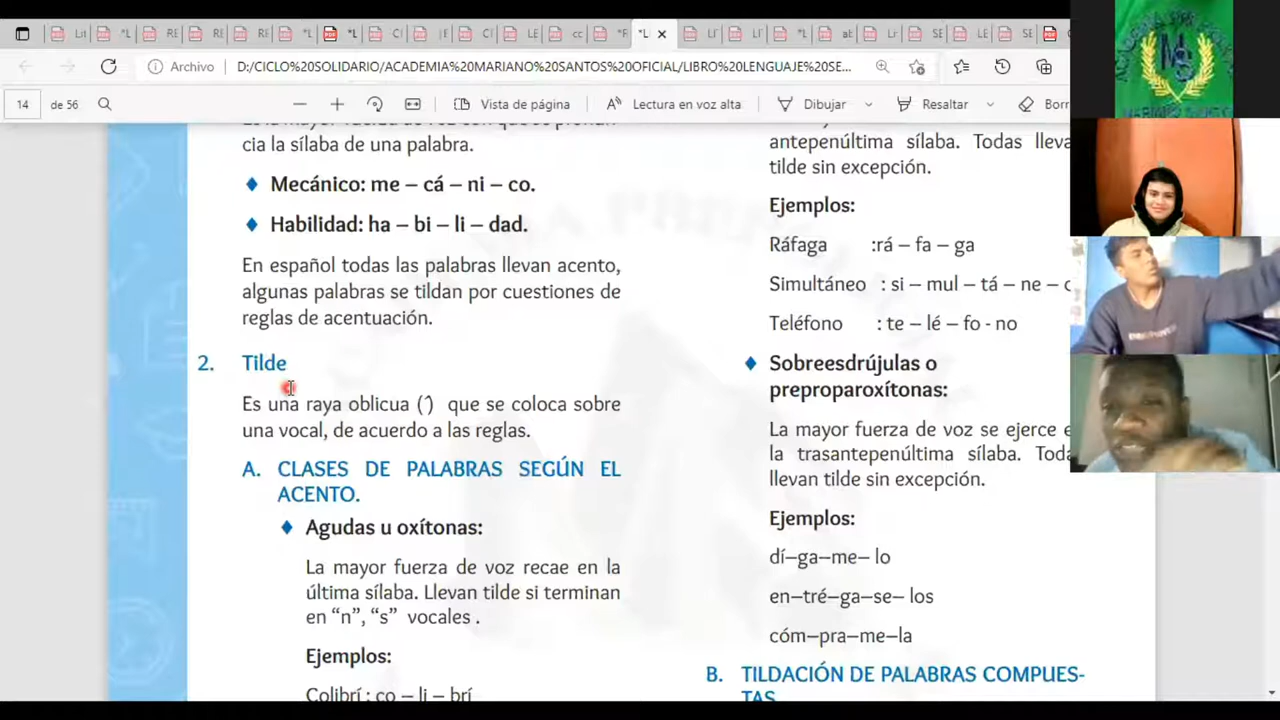 Archivo
D:/CICLO%20SOLIDARIO/ACADEMIA%20MARIANO%20SANTOS%20OFICIAL/LIBRO%20LENGUAJE%20SE...
14 de 56
Vista de página
Lectura en voz alta
Dibujar
Resaltar
Borr
cia la sílaba de una palabra.
Mecánico: me – cá – ni – co.
Habilidad: ha – bi – li – dad.
En español todas las palabras llevan acento,
algunas palabras se tildan por cuestiones de
reglas de acentuación.
2. Tilde
Es una raya oblicua (´) que se coloca sobre
una vocal, de acuerdo a las reglas.
A. CLASES DE PALABRAS SEGÚN EL
ACENTO.
Agudas u oxítonas:
La mayor fuerza de voz recae en la
última sílaba. Llevan tilde si terminan
en “n”, “s” vocales .
Ejemplos:
Colibrí : co – li – brí
antepenúltima sílaba. Todas lleva
tilde sin excepción.
Ejemplos:
Ráfaga :rá – fa – ga
Simultáneo : si – mul – tá – ne – o
Teléfono : te – lé – fo - no
Sobreesdrújulas o
preproparoxítonas:
La mayor fuerza de voz se ejerce e
la trasantepenúltima sílaba. Toda
llevan tilde sin excepción.
Ejemplos:
dí–ga–me– lo
en–tré–ga–se– los
cóm–pra–me–la
B. TILDACIÓN DE PALABRAS COMPUES-
TAS